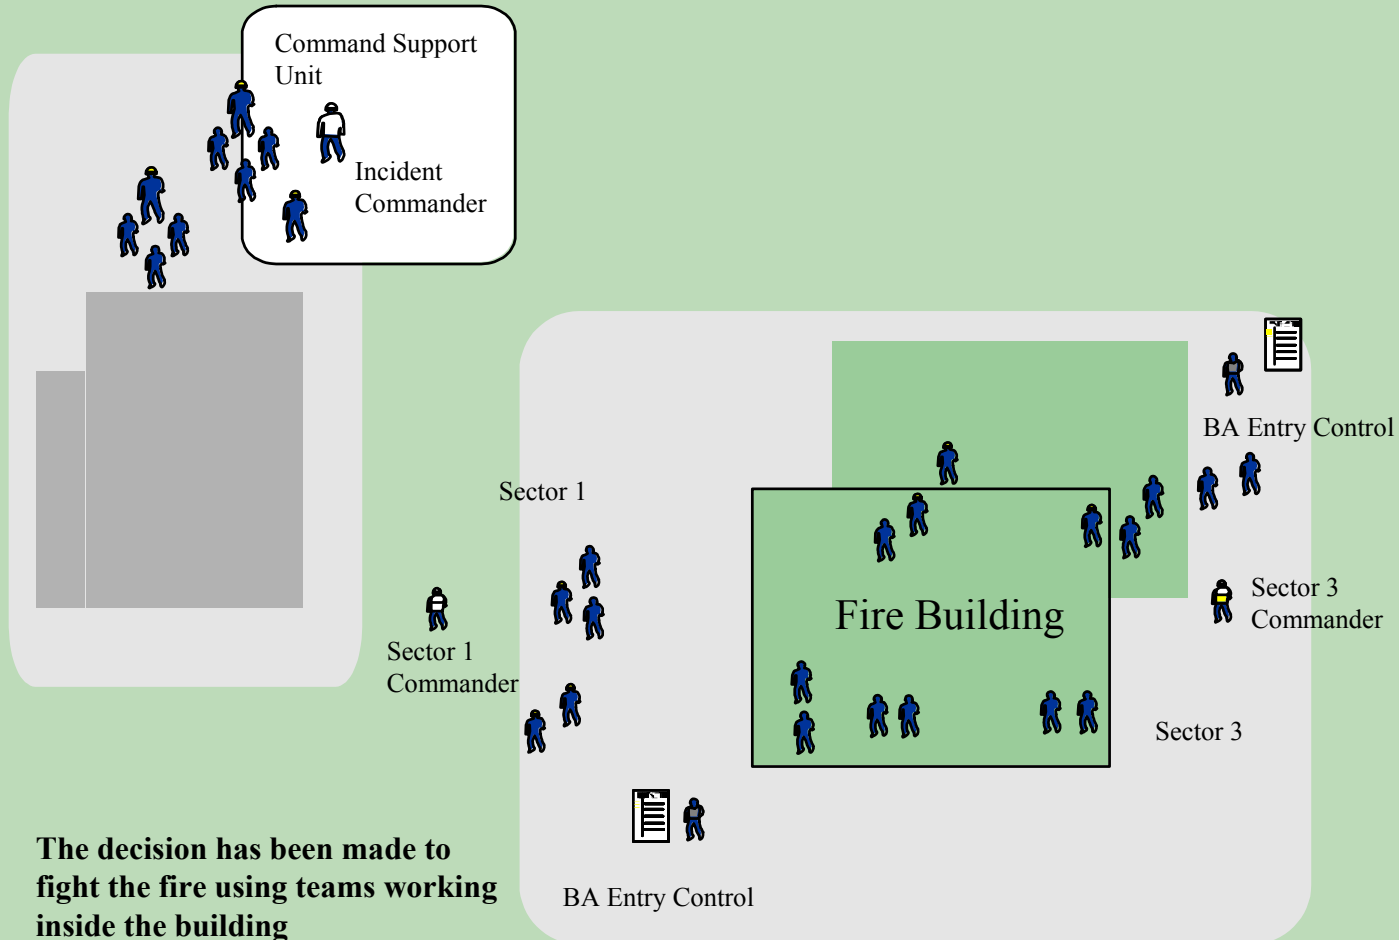 Command Support
Unit
Incident
Commander
BA Entry Control
Sector 1
Fire Building
Sector 3
Commander
Sector 1
Commander
Sector 3
The decision has been made to
fight the fire using teams working
inside the building
BA Entry Control